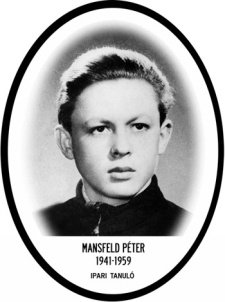 MANSFELD PÉTER
1941-1959
IPARI TANULÓ